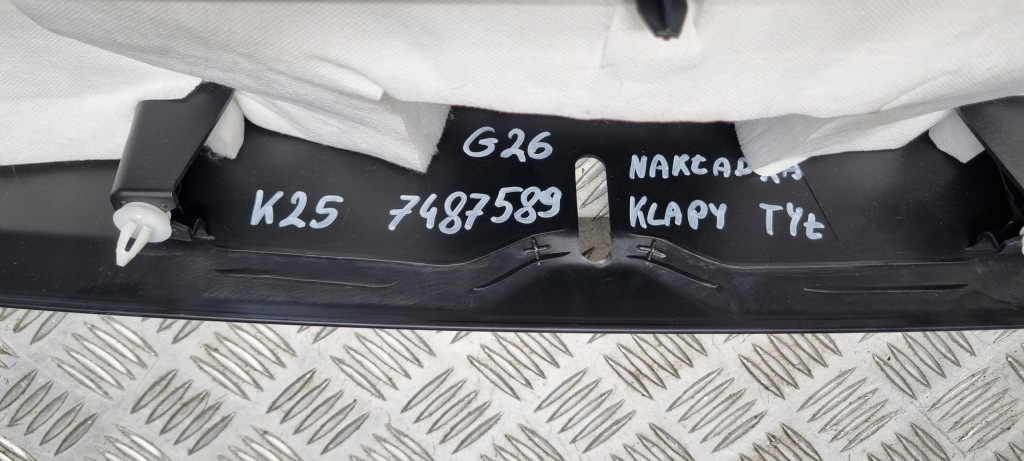 G26
K25 7487589
NAKŁADKA
KLAPY TYŁ